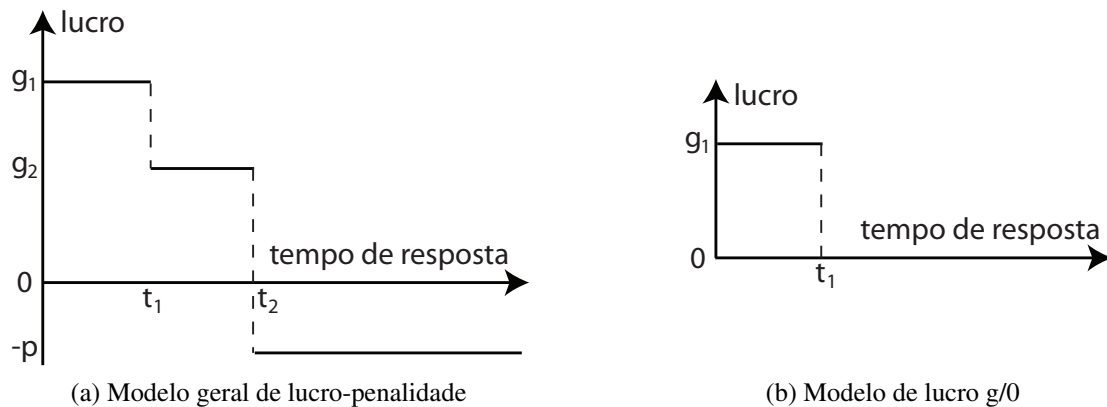 lucro
g₁
g₂
tempo de resposta
0
t₁
t₂
-p
(a) Modelo geral de lucro-penalidade
lucro
g₁
tempo de resposta
0
t₁
(b) Modelo de lucro g/0